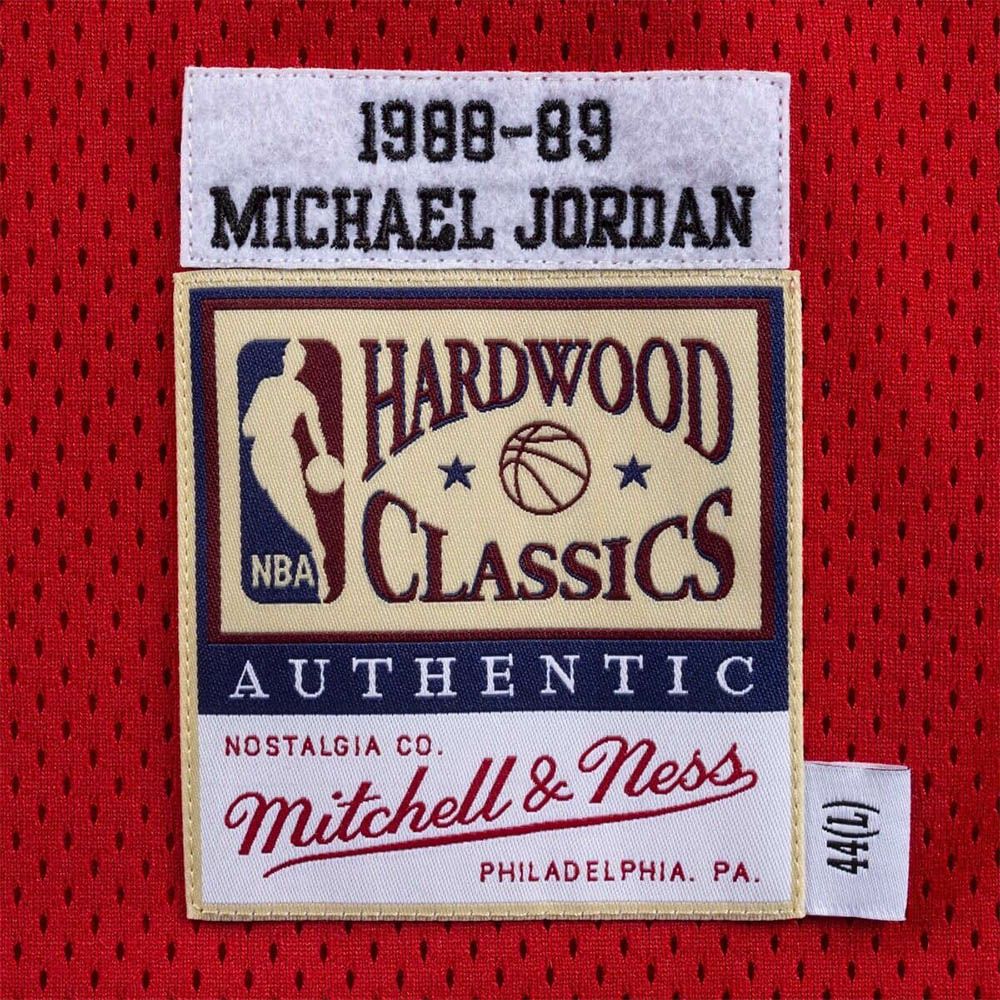 1988-89
MICHAEL JORDAN
HARDWOOD
CLASSICS
NBA
AUTHENTIC
NOSTALGIA CO.
Mitchell & Ness
PHILADELPHIA. PA.
44(L)